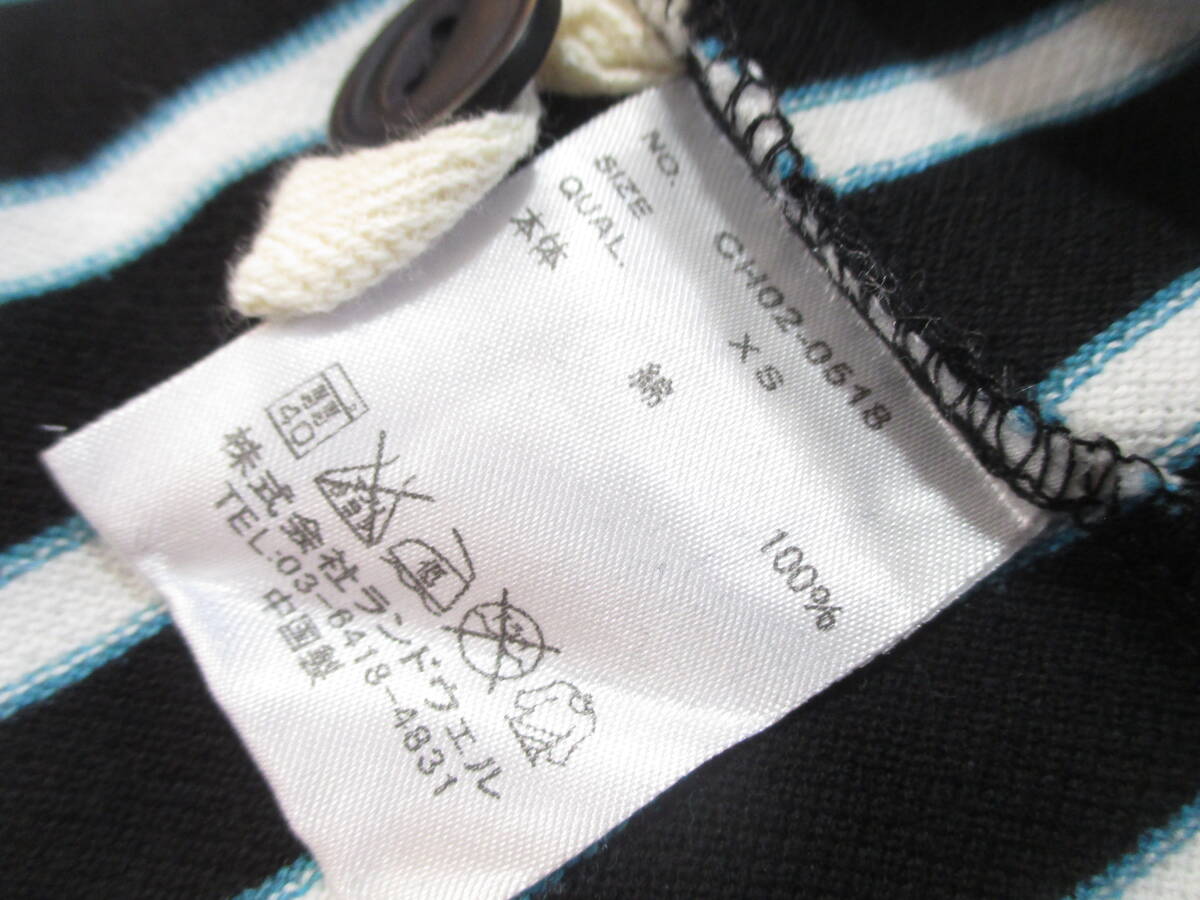 NO. CH02-0518
SIZE XS
QUAL.
本体 綿 100%
40
低
株式会社ランドウェル
TEL:03-6418-4831
中国製